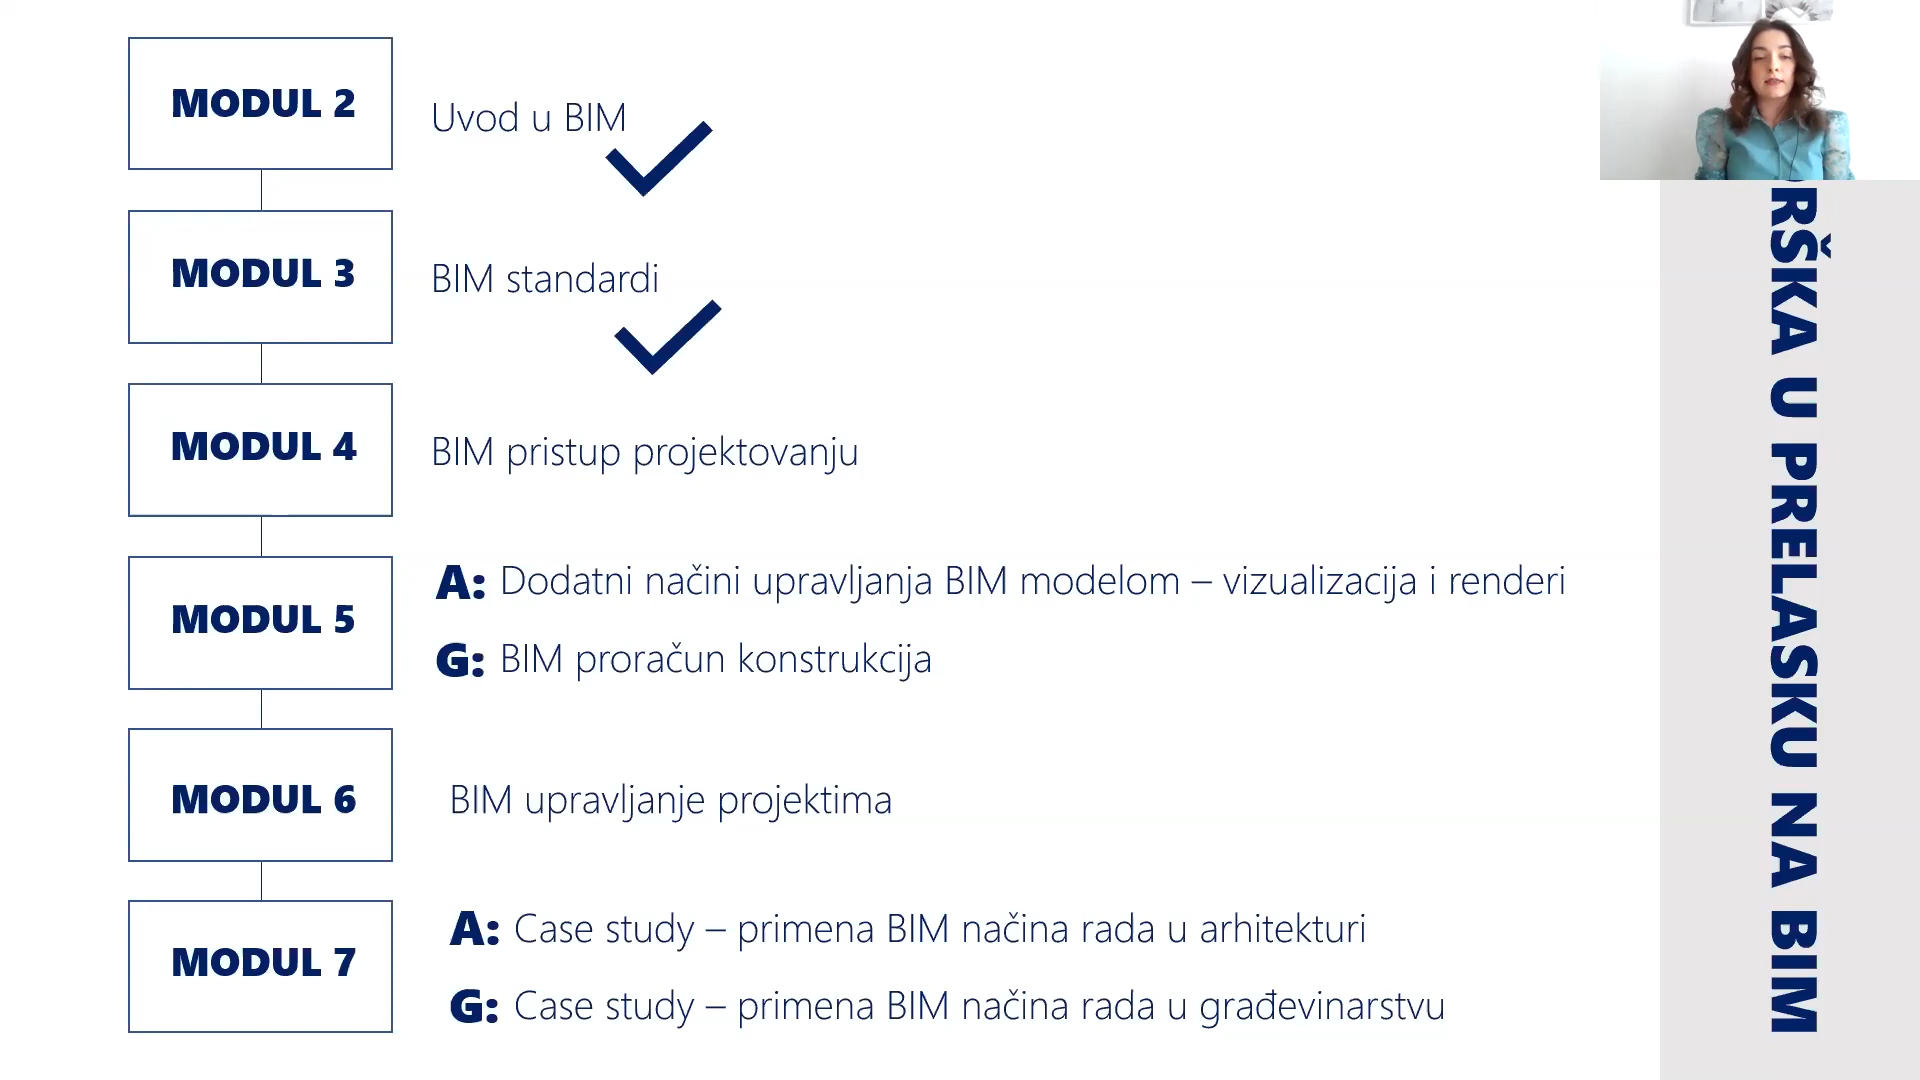 MODUL 2
Uvod u BIM
MODUL 3
BIM standardi
MODUL 4
BIM pristup projektovanju
MODUL 5
A: Dodatni načini upravljanja BIM modelom – vizualizacija i renderi
G: BIM proračun konstrukcija
MODUL 6
BIM upravljanje projektima
MODUL 7
A: Case study – primena BIM načina rada u arhitekturi
G: Case study – primena BIM načina rada u građevinarstvu
RŠKA U PRELASKU NA BIM